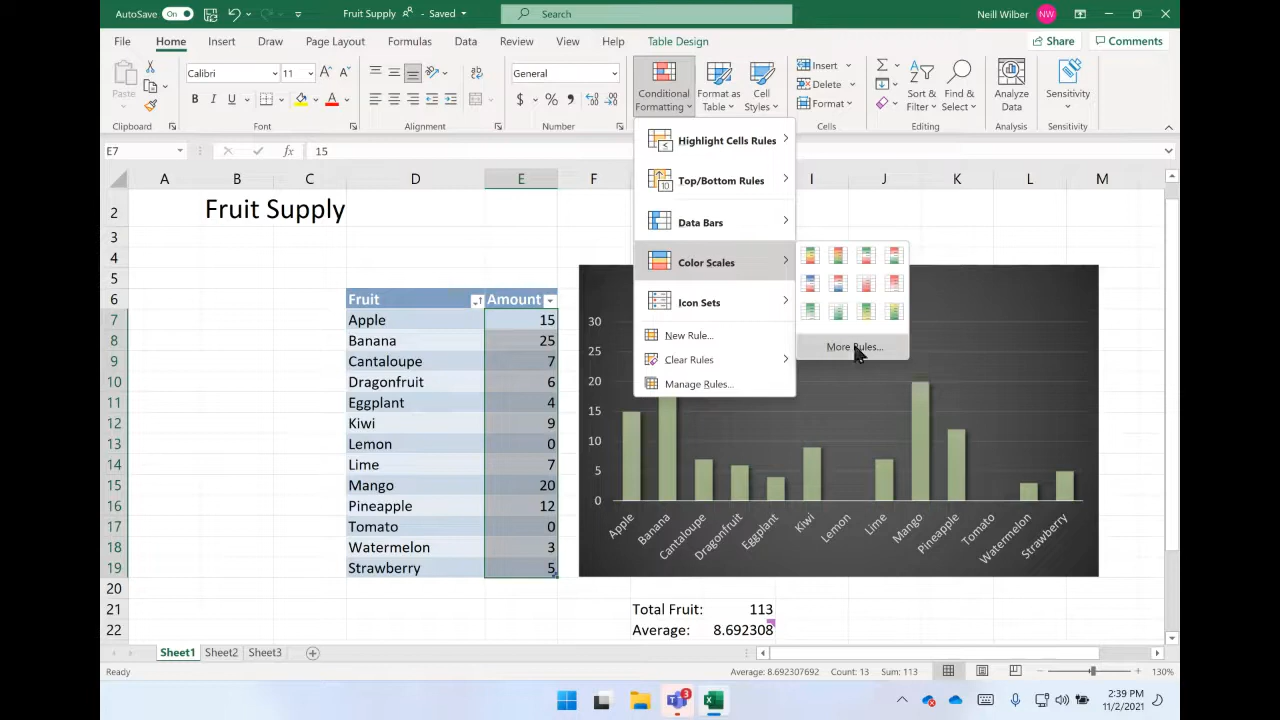 AutoSave On Fruit Supply - Saved Search Neill Wilber NW
File Home Insert Draw Page Layout Formulas Data Review View Help Table Design Share Comments
Paste Calibri 11 General Conditional Formatting Format as Table Cell Styles Insert Delete Format Sort & Filter Find & Select Analyze Data Sensitivity
B I U $ %
Clipboard Font Alignment Number Cells Editing Analysis Sensitivity
E7 fx 15
A B C D E F I J K L M
2 Fruit Supply
3
4
5
6 Fruit Amount
7 Apple 15
8 Banana 25
9 Cantaloupe 7
10 Dragonfruit 6
11 Eggplant 4
12 Kiwi 9
13 Lemon 0
14 Lime 7
15 Mango 20
16 Pineapple 12
17 Tomato 0
18 Watermelon 3
19 Strawberry 5
20
21 Total Fruit: 113
22 Average: 8.692308
Highlight Cells Rules
Top/Bottom Rules
10
Data Bars
Color Scales
Icon Sets
New Rule...
Clear Rules
Manage Rules...
More Rules...
30
25
20
15
10
5
0
Apple Banana Cantaloupe Dragonfruit Eggplant Kiwi Lemon Lime Mango Pineapple Tomato Watermelon Strawberry
Sheet1 Sheet2 Sheet3
Ready Average: 8.692307692 Count: 13 Sum: 113 130%
3 2:39 PM
11/2/2021